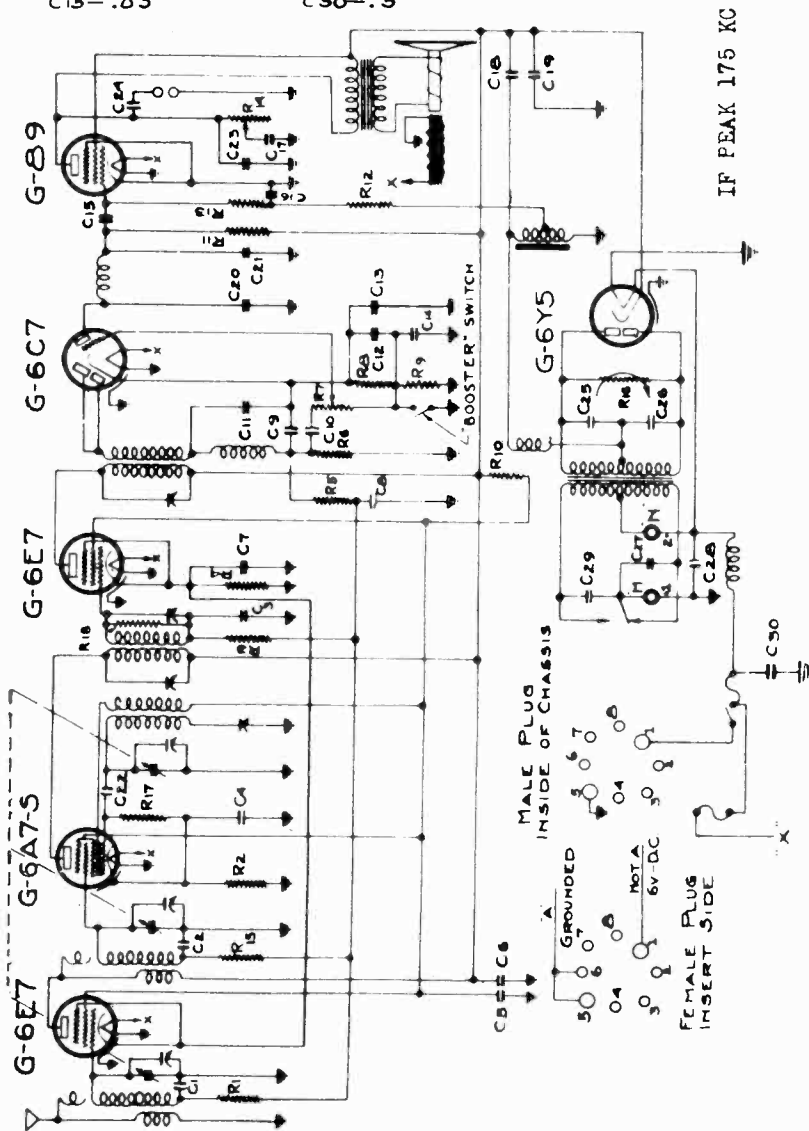 C13—.05
C30—.5
G-6E7
G-6A7-S
G-6E7
G-6C7
G-89
C1
R1
C2
R15
R2
C4
R17
C22
R18
C7
R5
C8
C9
C10
C11
R6
R7
R8
R9
C12
C13
C14
C20
C21
C15
C23
C24
C17
R12
R10
C5
C6
C18
C19
"BOOSTER" SWITCH
G-6Y5
C25
R16
C26
C29
C27
C28
C30
MALE PLUG
INSIDE OF CHASSIS
A
GROUNDED
HOT A
6V-DC
FEMALE PLUG
INSERT SIDE
X
IF PEAK 175 KC